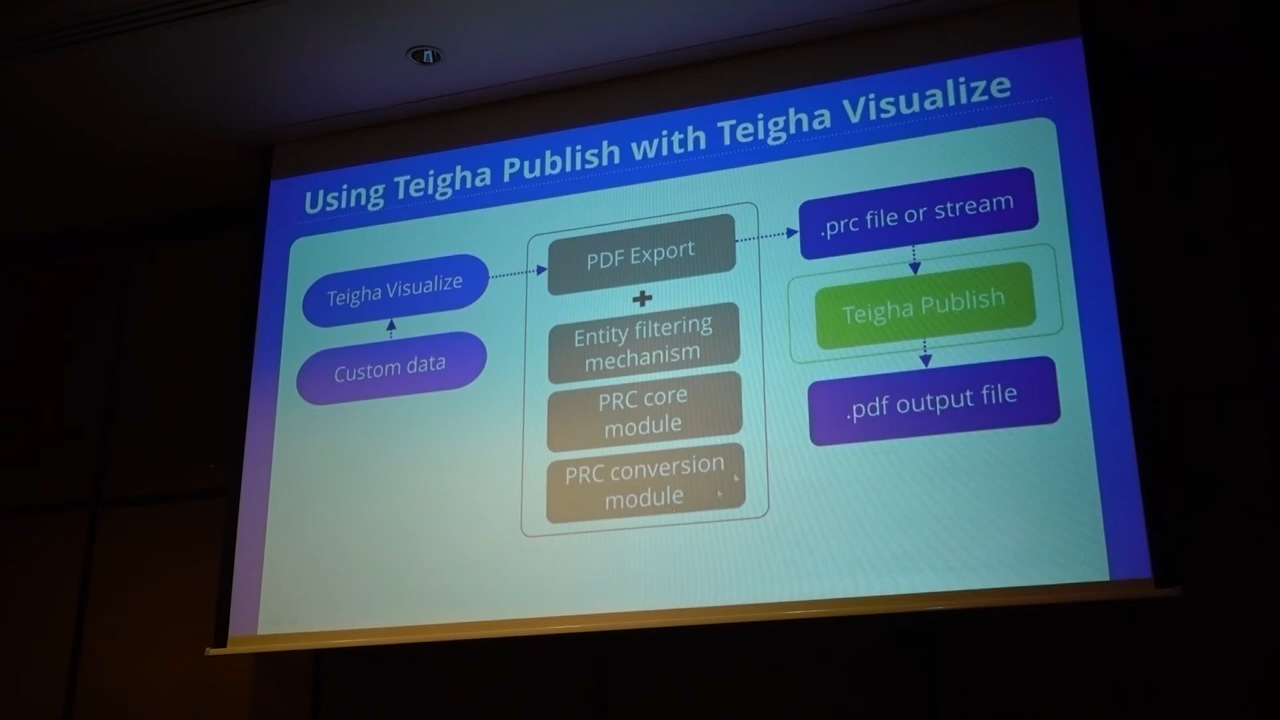 Using Teigha Publish with Teigha Visualize
Teigha Visualize
Custom data
PDF Export
+
Entity filtering
mechanism
PRC core
module
PRC conversion
module
.prc file or stream
Teigha Publish
.pdf output file